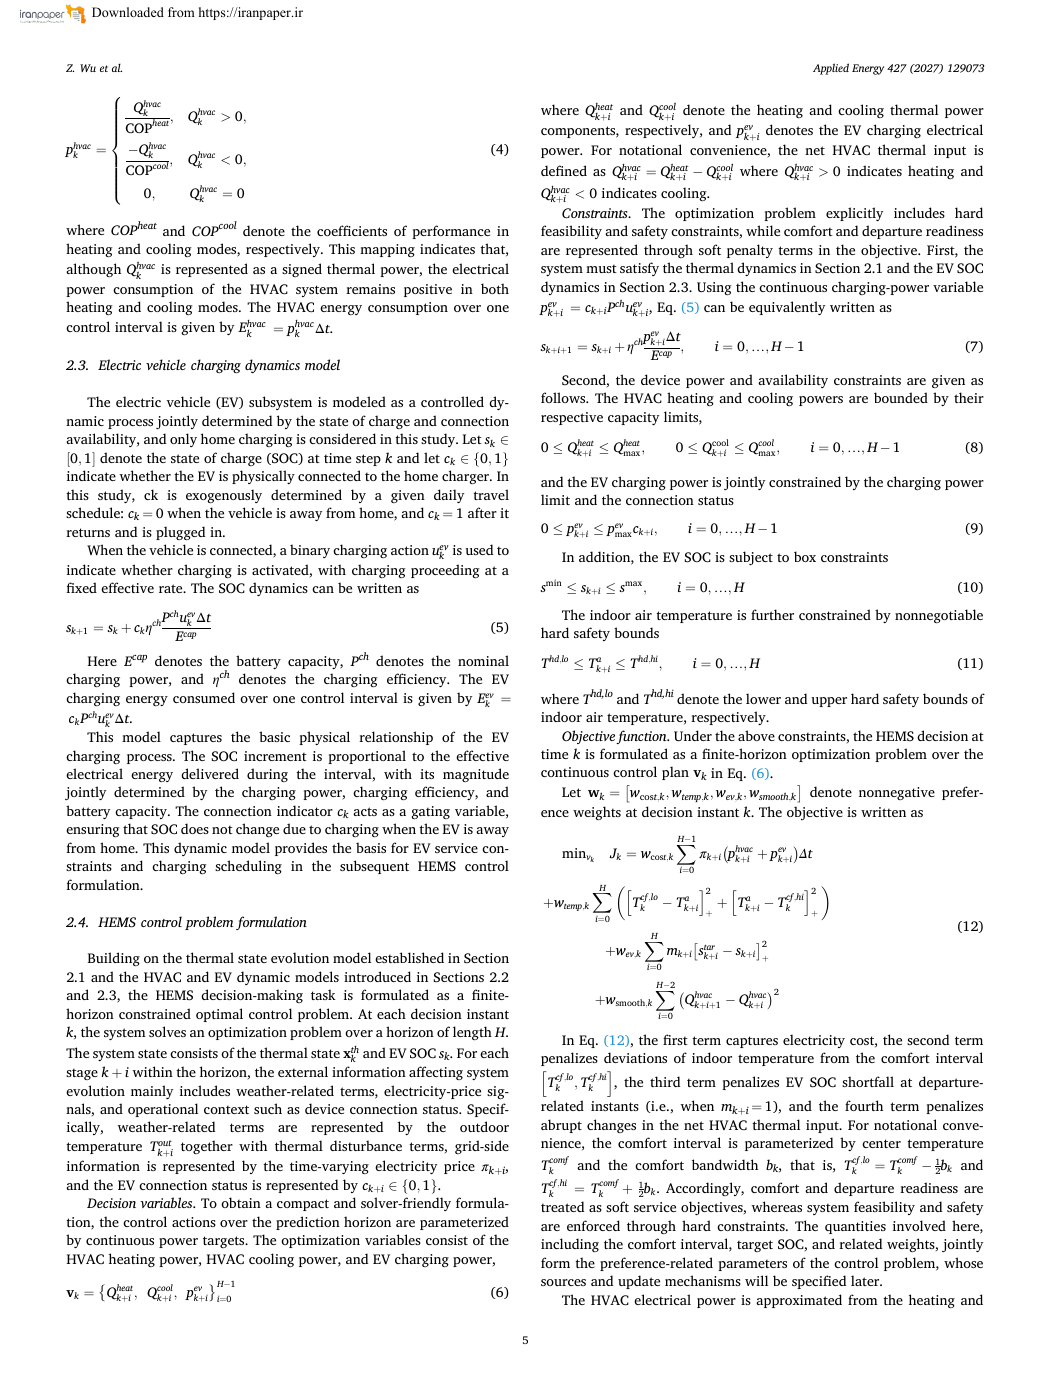 iranpaper Downloaded from https://iranpaper.ir
Z. Wu et al.
Applied Energy 427 (2027) 129073
p_k^{hvac} = { Q_k^{hvac} / COP^{heat}, Q_k^{hvac} > 0,
−Q_k^{hvac} / COP^{cool}, Q_k^{hvac} < 0,
0, Q_k^{hvac} = 0
(4)
where COP^{heat} and COP^{cool} denote the coefficients of performance in
heating and cooling modes, respectively. This mapping indicates that,
although Q_k^{hvac} is represented as a signed thermal power, the electrical
power consumption of the HVAC system remains positive in both
heating and cooling modes. The HVAC energy consumption over one
control interval is given by E_k^{hvac} = p_k^{hvac}Δt.
2.3. Electric vehicle charging dynamics model
The electric vehicle (EV) subsystem is modeled as a controlled dy-
namic process jointly determined by the state of charge and connection
availability, and only home charging is considered in this study. Let s_k ∈
[0, 1] denote the state of charge (SOC) at time step k and let c_k ∈ {0, 1}
indicate whether the EV is physically connected to the home charger. In
this study, ck is exogenously determined by a given daily travel
schedule: c_k = 0 when the vehicle is away from home, and c_k = 1 after it
returns and is plugged in.
When the vehicle is connected, a binary charging action u_k^{ev} is used to
indicate whether charging is activated, with charging proceeding at a
fixed effective rate. The SOC dynamics can be written as
s_{k+1} = s_k + c_kη^{ch} P^{ch}u_k^{ev}Δt / E^{cap} (5)
Here E^{cap} denotes the battery capacity, P^{ch} denotes the nominal
charging power, and η^{ch} denotes the charging efficiency. The EV
charging energy consumed over one control interval is given by E_k^{ev} =
c_kP^{ch}u_k^{ev}Δt.
This model captures the basic physical relationship of the EV
charging process. The SOC increment is proportional to the effective
electrical energy delivered during the interval, with its magnitude
jointly determined by the charging power, charging efficiency, and
battery capacity. The connection indicator c_k acts as a gating variable,
ensuring that SOC does not change due to charging when the EV is away
from home. This dynamic model provides the basis for EV service con-
straints and charging scheduling in the subsequent HEMS control
formulation.
2.4. HEMS control problem formulation
Building on the thermal state evolution model established in Section
2.1 and the HVAC and EV dynamic models introduced in Sections 2.2
and 2.3, the HEMS decision-making task is formulated as a finite-
horizon constrained optimal control problem. At each decision instant
k, the system solves an optimization problem over a horizon of length H.
The system state consists of the thermal state x_k^{th} and EV SOC s_k. For each
stage k + i within the horizon, the external information affecting system
evolution mainly includes weather-related terms, electricity-price sig-
nals, and operational context such as device connection status. Specif-
ically, weather-related terms are represented by the outdoor
temperature T_{k+i}^{out} together with thermal disturbance terms, grid-side
information is represented by the time-varying electricity price π_{k+i},
and the EV connection status is represented by c_{k+i} ∈ {0, 1}.
Decision variables. To obtain a compact and solver-friendly formula-
tion, the control actions over the prediction horizon are parameterized
by continuous power targets. The optimization variables consist of the
HVAC heating power, HVAC cooling power, and EV charging power,
v_k = {Q_{k+i}^{heat}, Q_{k+i}^{cool}, p_{k+i}^{ev}}_{i=0}^{H−1} (6)
where Q_{k+i}^{heat} and Q_{k+i}^{cool} denote the heating and cooling thermal power
components, respectively, and p_{k+i}^{ev} denotes the EV charging electrical
power. For notational convenience, the net HVAC thermal input is
defined as Q_{k+i}^{hvac} = Q_{k+i}^{heat} − Q_{k+i}^{cool} where Q_{k+i}^{hvac} > 0 indicates heating and
Q_{k+i}^{hvac} < 0 indicates cooling.
Constraints. The optimization problem explicitly includes hard
feasibility and safety constraints, while comfort and departure readiness
are represented through soft penalty terms in the objective. First, the
system must satisfy the thermal dynamics in Section 2.1 and the EV SOC
dynamics in Section 2.3. Using the continuous charging-power variable
p_{k+i}^{ev} = c_{k+i}P^{ch}u_{k+i}^{ev}, Eq. (5) can be equivalently written as
s_{k+i+1} = s_{k+i} + η^{ch} p_{k+i}^{ev}Δt / E^{cap}, i = 0, …, H − 1 (7)
Second, the device power and availability constraints are given as
follows. The HVAC heating and cooling powers are bounded by their
respective capacity limits,
0 ≤ Q_{k+i}^{heat} ≤ Q_{max}^{heat}, 0 ≤ Q_{k+i}^{cool} ≤ Q_{max}^{cool}, i = 0, …, H − 1 (8)
and the EV charging power is jointly constrained by the charging power
limit and the connection status
0 ≤ p_{k+i}^{ev} ≤ p_{max}^{ev}c_{k+i}, i = 0, …, H − 1 (9)
In addition, the EV SOC is subject to box constraints
s^{min} ≤ s_{k+i} ≤ s^{max}, i = 0, …, H (10)
The indoor air temperature is further constrained by nonnegotiable
hard safety bounds
T^{hd,lo} ≤ T_{k+i}^{a} ≤ T^{hd,hi}, i = 0, …, H (11)
where T^{hd,lo} and T^{hd,hi} denote the lower and upper hard safety bounds of
indoor air temperature, respectively.
Objective function. Under the above constraints, the HEMS decision at
time k is formulated as a finite-horizon optimization problem over the
continuous control plan v_k in Eq. (6).
Let w_k = [w_{cost,k}, w_{temp,k}, w_{ev,k}, w_{smooth,k}] denote nonnegative prefer-
ence weights at decision instant k. The objective is written as
min_{v_k} J_k = w_{cost,k} ∑_{i=0}^{H−1} π_{k+i}(p_{k+i}^{hvac} + p_{k+i}^{ev})Δt
+w_{temp,k} ∑_{i=0}^{H} ([T_k^{cf,lo} − T_{k+i}^{a}]_+^2 + [T_{k+i}^{a} − T_k^{cf,hi}]_+^2)
(12)
+w_{ev,k} ∑_{i=0}^{H} m_{k+i}[s_{k+i}^{tar} − s_{k+i}]_+^2
+w_{smooth,k} ∑_{i=0}^{H−2} (Q_{k+i+1}^{hvac} − Q_{k+i}^{hvac})^2
In Eq. (12), the first term captures electricity cost, the second term
penalizes deviations of indoor temperature from the comfort interval
[T_k^{cf,lo}, T_k^{cf,hi}], the third term penalizes EV SOC shortfall at departure-
related instants (i.e., when m_{k+i} = 1), and the fourth term penalizes
abrupt changes in the net HVAC thermal input. For notational conve-
nience, the comfort interval is parameterized by center temperature
T_k^{comf} and the comfort bandwidth b_k, that is, T_k^{cf,lo} = T_k^{comf} − ½b_k and
T_k^{cf,hi} = T_k^{comf} + ½b_k. Accordingly, comfort and departure readiness are
treated as soft service objectives, whereas system feasibility and safety
are enforced through hard constraints. The quantities involved here,
including the comfort interval, target SOC, and related weights, jointly
form the preference-related parameters of the control problem, whose
sources and update mechanisms will be specified later.
The HVAC electrical power is approximated from the heating and
5